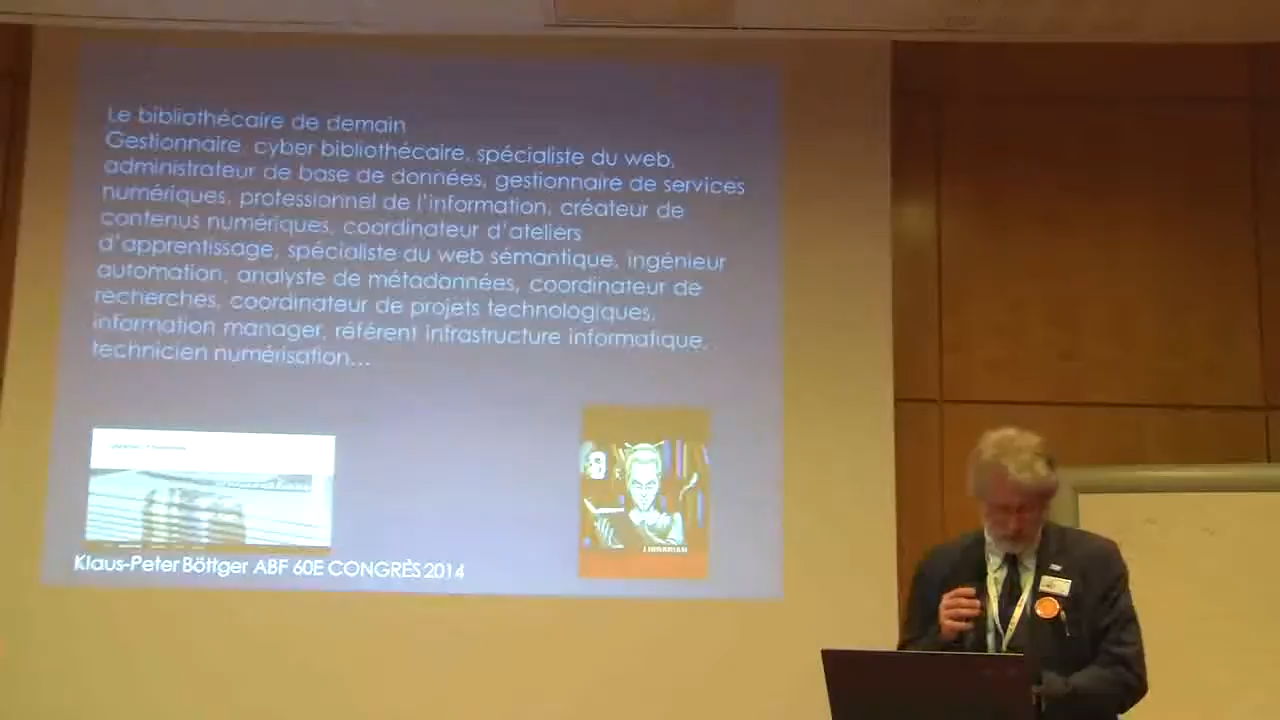 Le bibliothécaire de demain
Gestionnaire, cyber bibliothécaire, spécialiste du web,
administrateur de base de données, gestionnaire de services
numériques, professionnel de l'information, créateur de
contenus numériques, coordinateur d'ateliers
d'apprentissage, spécialiste du web sémantique, ingénieur
automation, analyste de métadonnées, coordinateur de
recherches, coordinateur de projets technologiques,
information manager, référent infrastructure informatique,
technicien numérisation...
LIBRARIAN
Klaus-Peter Böttger ABF 60E CONGRÈS 2014